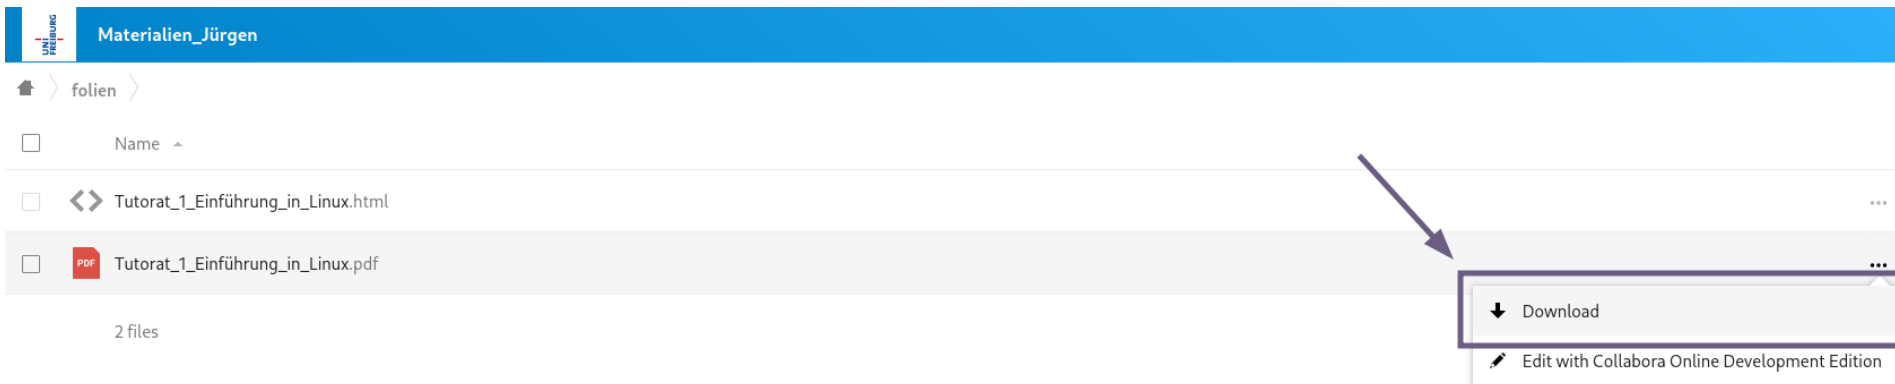 UNI
FREIBURG
Materialien_Jürgen
folien
Name
Tutorat_1_Einführung_in_Linux.html
...
PDF
Tutorat_1_Einführung_in_Linux.pdf
...
Download
2 files
Edit with Collabora Online Development Edition